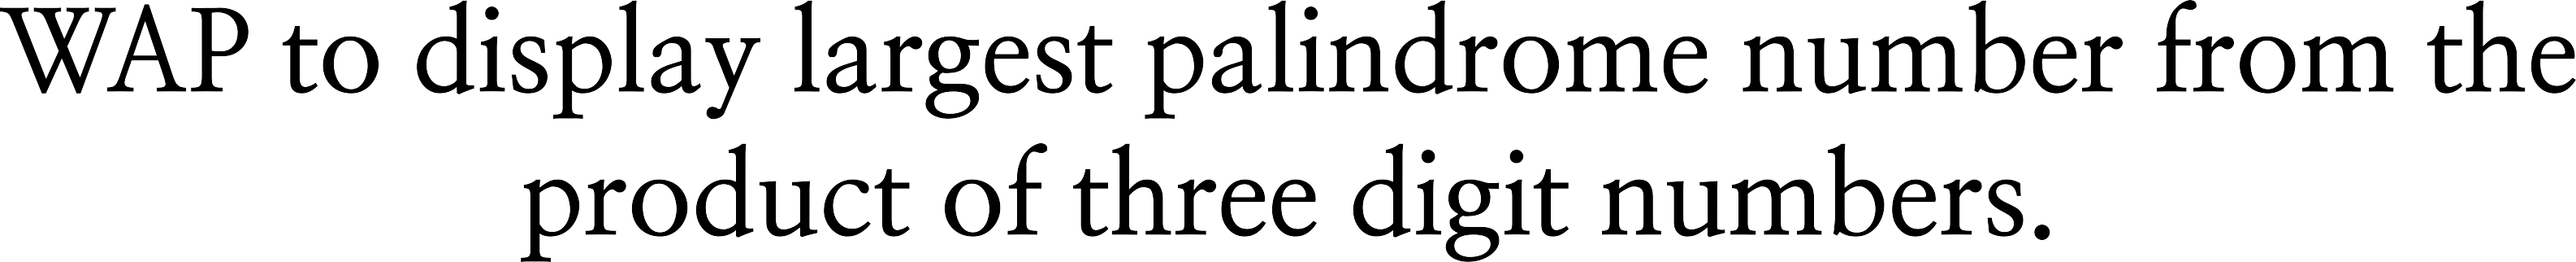 WAP to display largest palindrome number from the
product of three digit numbers.